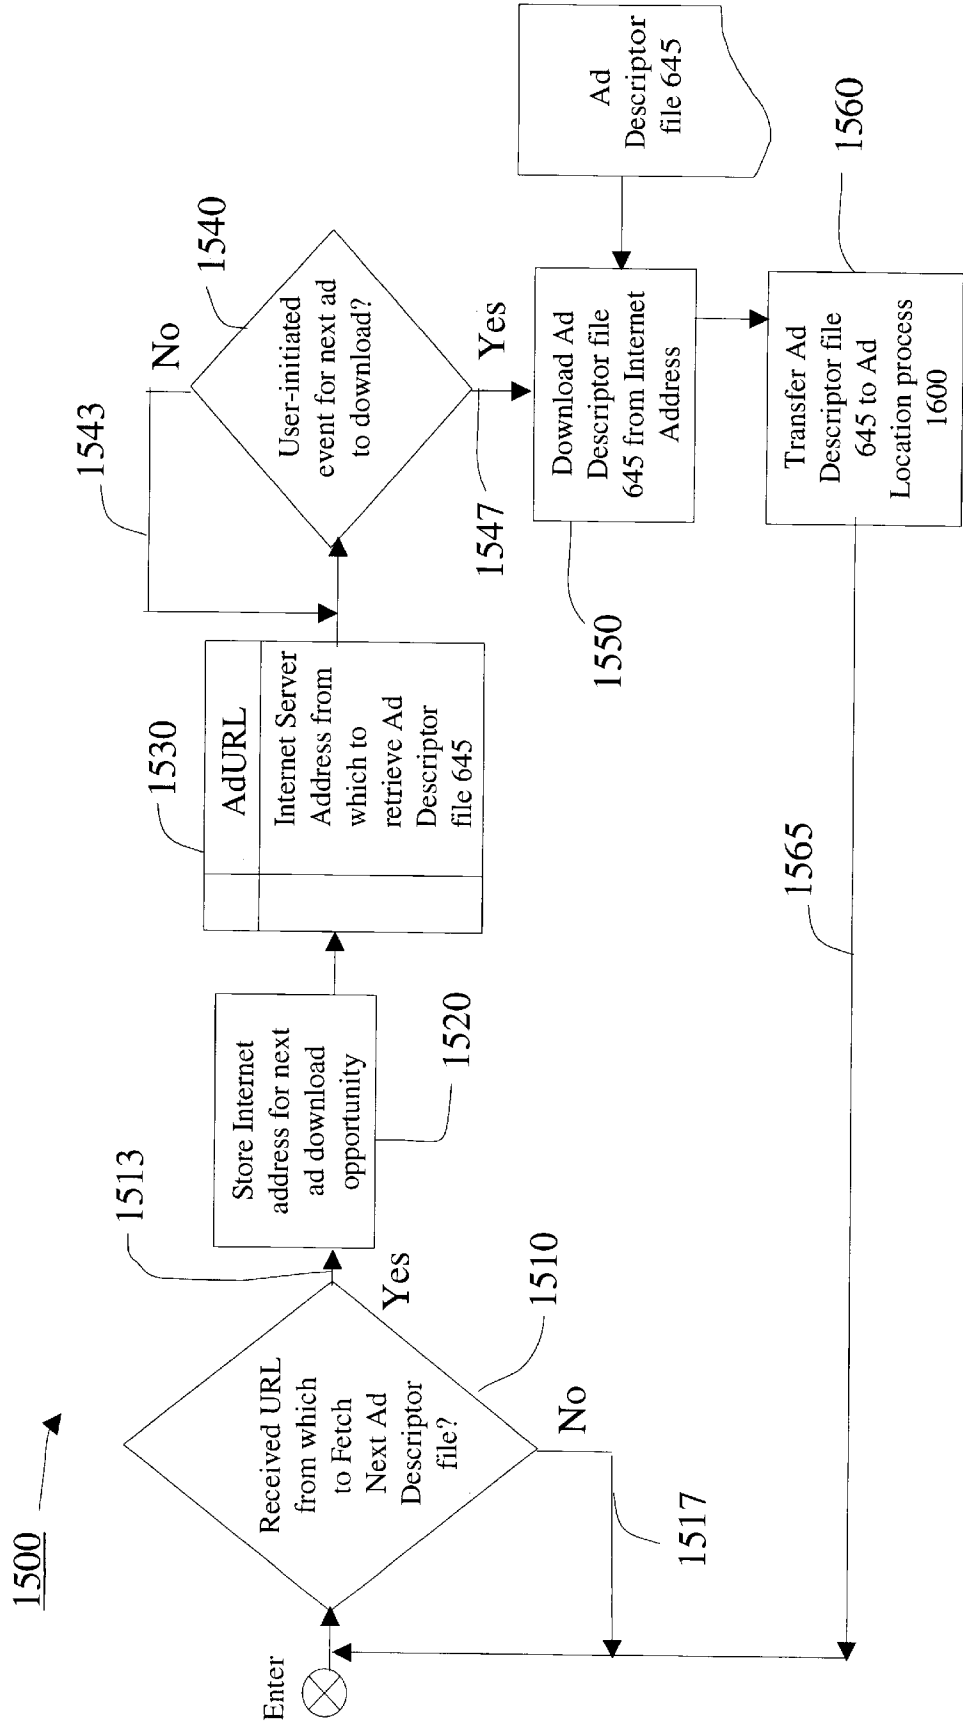 1500
Enter
Received URL
from which
to Fetch
Next Ad
Descriptor
file?
1510
1513
Yes
No
1517
Store Internet
address for next
ad download
opportunity
1520
1530
AdURL
Internet Server
Address from
which to
retrieve Ad
Descriptor
file 645
1543
No
1540
User-initiated
event for next ad
to download?
Yes
1547
Download Ad
Descriptor file
645 from Internet
Address
1550
Ad
Descriptor
file 645
1560
Transfer Ad
Descriptor file
645 to Ad
Location process
1600
1565